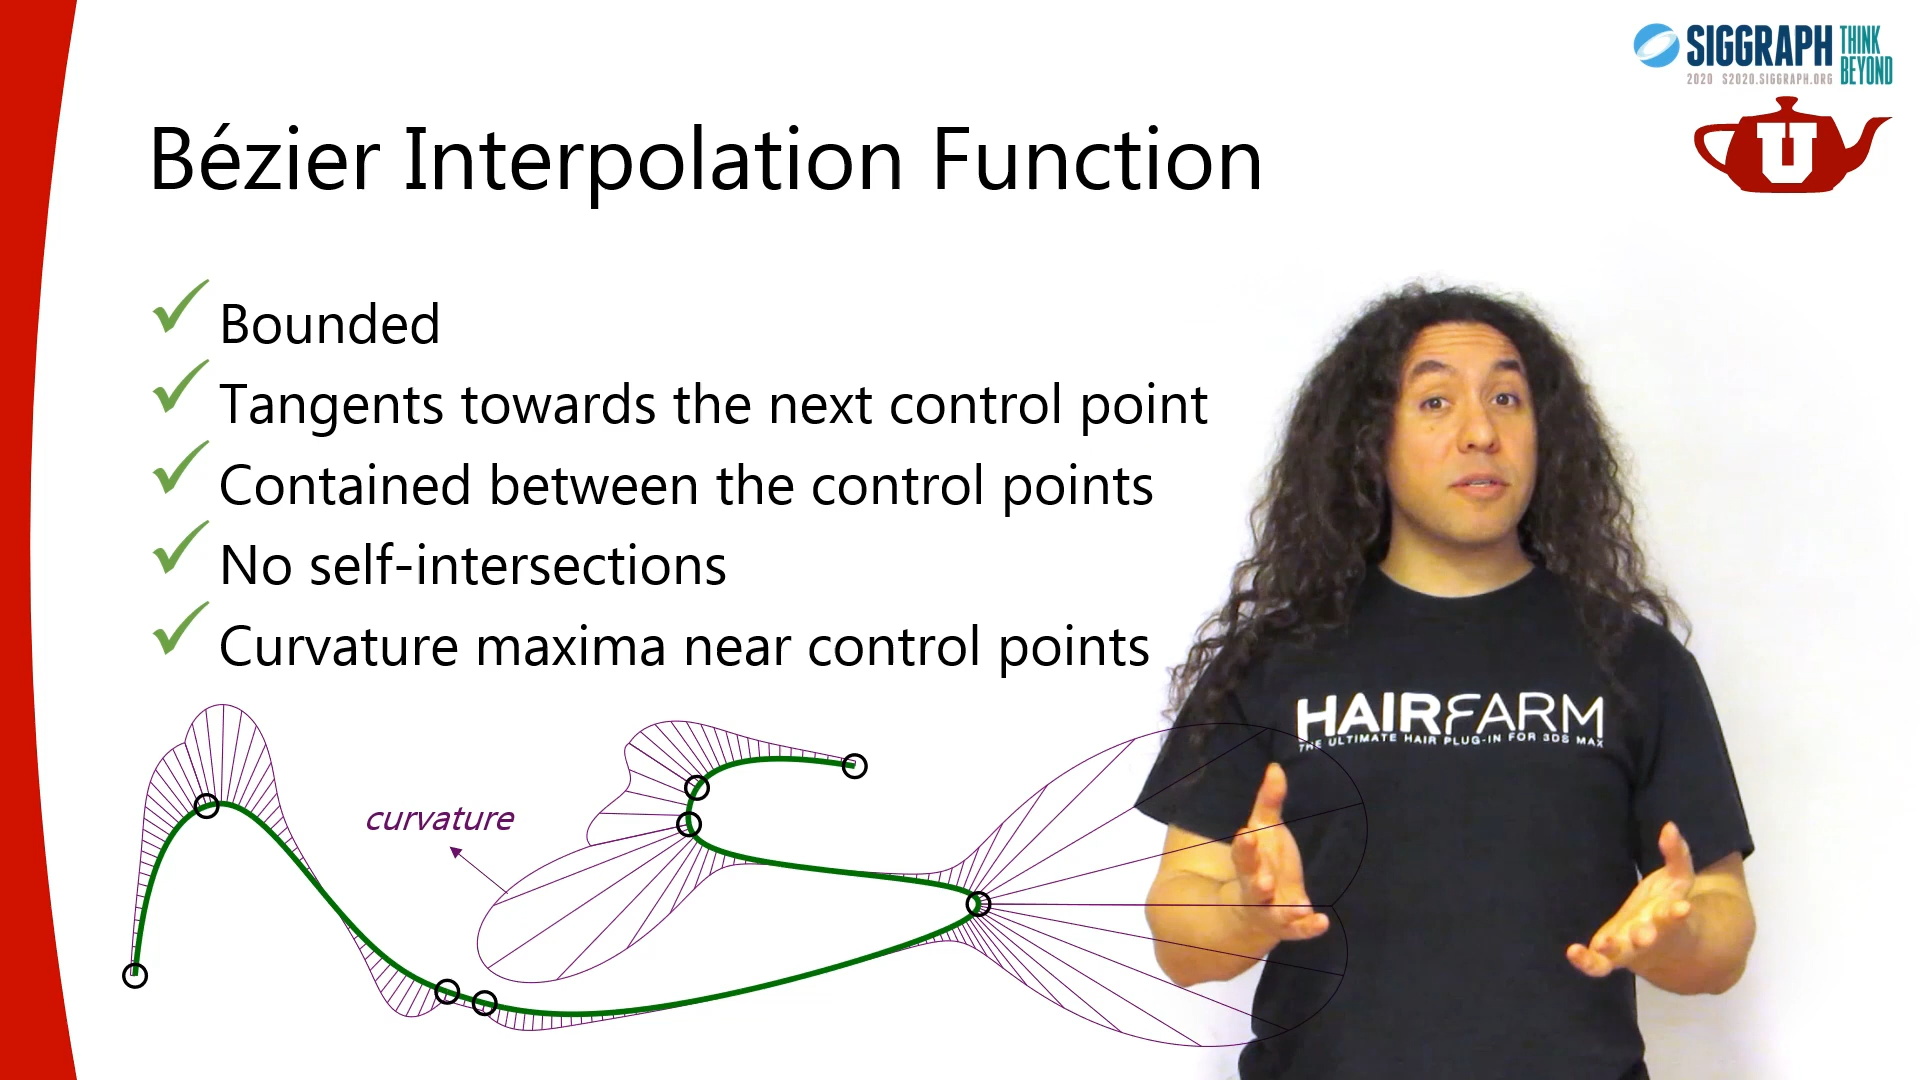 SIGGRAPH THINK BEYOND
2020 S2020.SIGGRAPH.ORG
U
Bézier Interpolation Function
Bounded
Tangents towards the next control point
Contained between the control points
No self-intersections
Curvature maxima near control points
curvature
HAIRFARM
THE ULTIMATE HAIR PLUG-IN FOR 3DS MAX